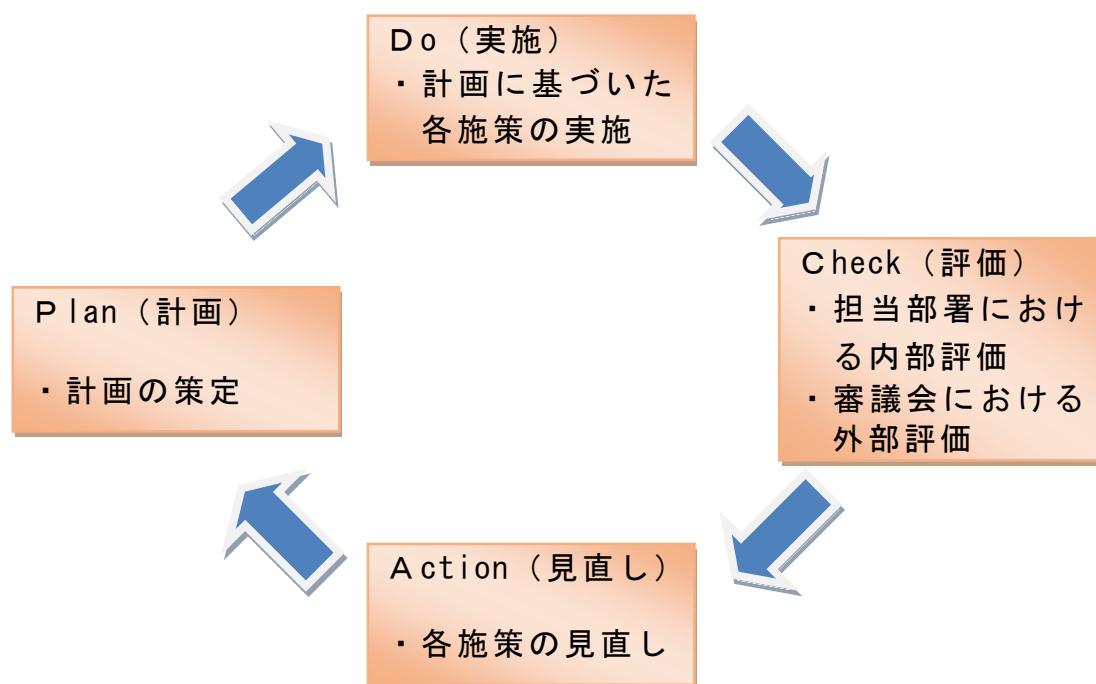 Ｄo（実施）
・計画に基づいた
各施策の実施
Ｃheck（評価）
・担当部署におけ
る内部評価
・審議会における
外部評価
Ｐlan（計画）
・計画の策定
Ａction（見直し）
・各施策の見直し